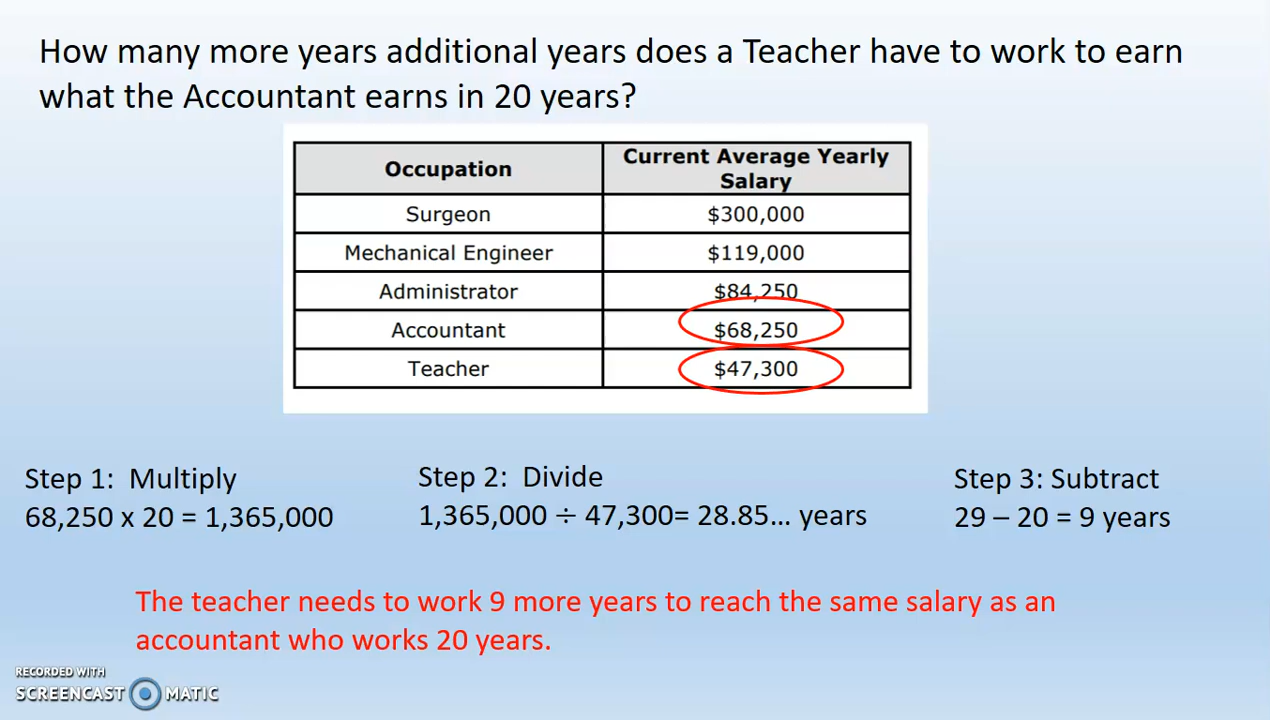 How many more years additional years does a Teacher have to work to earn
what the Accountant earns in 20 years?
Occupation Current Average Yearly
Salary
Surgeon $300,000
Mechanical Engineer $119,000
Administrator $84,250
Accountant $68,250
Teacher $47,300
Step 1:  Multiply
68,250 x 20 = 1,365,000
Step 2:  Divide
1,365,000 ÷ 47,300= 28.85... years
Step 3: Subtract
29 – 20 = 9 years
The teacher needs to work 9 more years to reach the same salary as an
accountant who works 20 years.
RECORDED WITH
SCREENCAST MATIC